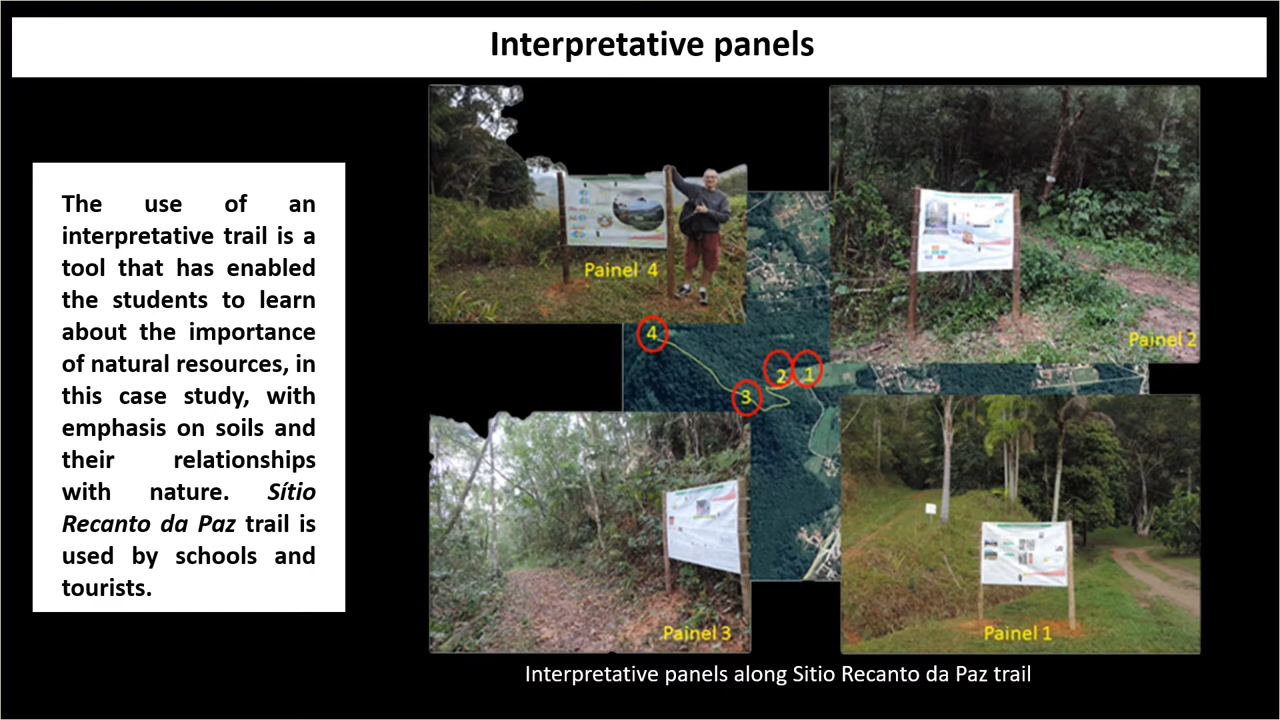 Interpretative panels
The use of an
interpretative trail is a
tool that has enabled
the students to learn
about the importance
of natural resources, in
this case study, with
emphasis on soils and
their relationships
with nature. Sítio
Recanto da Paz trail is
used by schools and
tourists.
Painel 4
Painel 2
4
2
1
3
Painel 3
Painel 1
Interpretative panels along Sitio Recanto da Paz trail